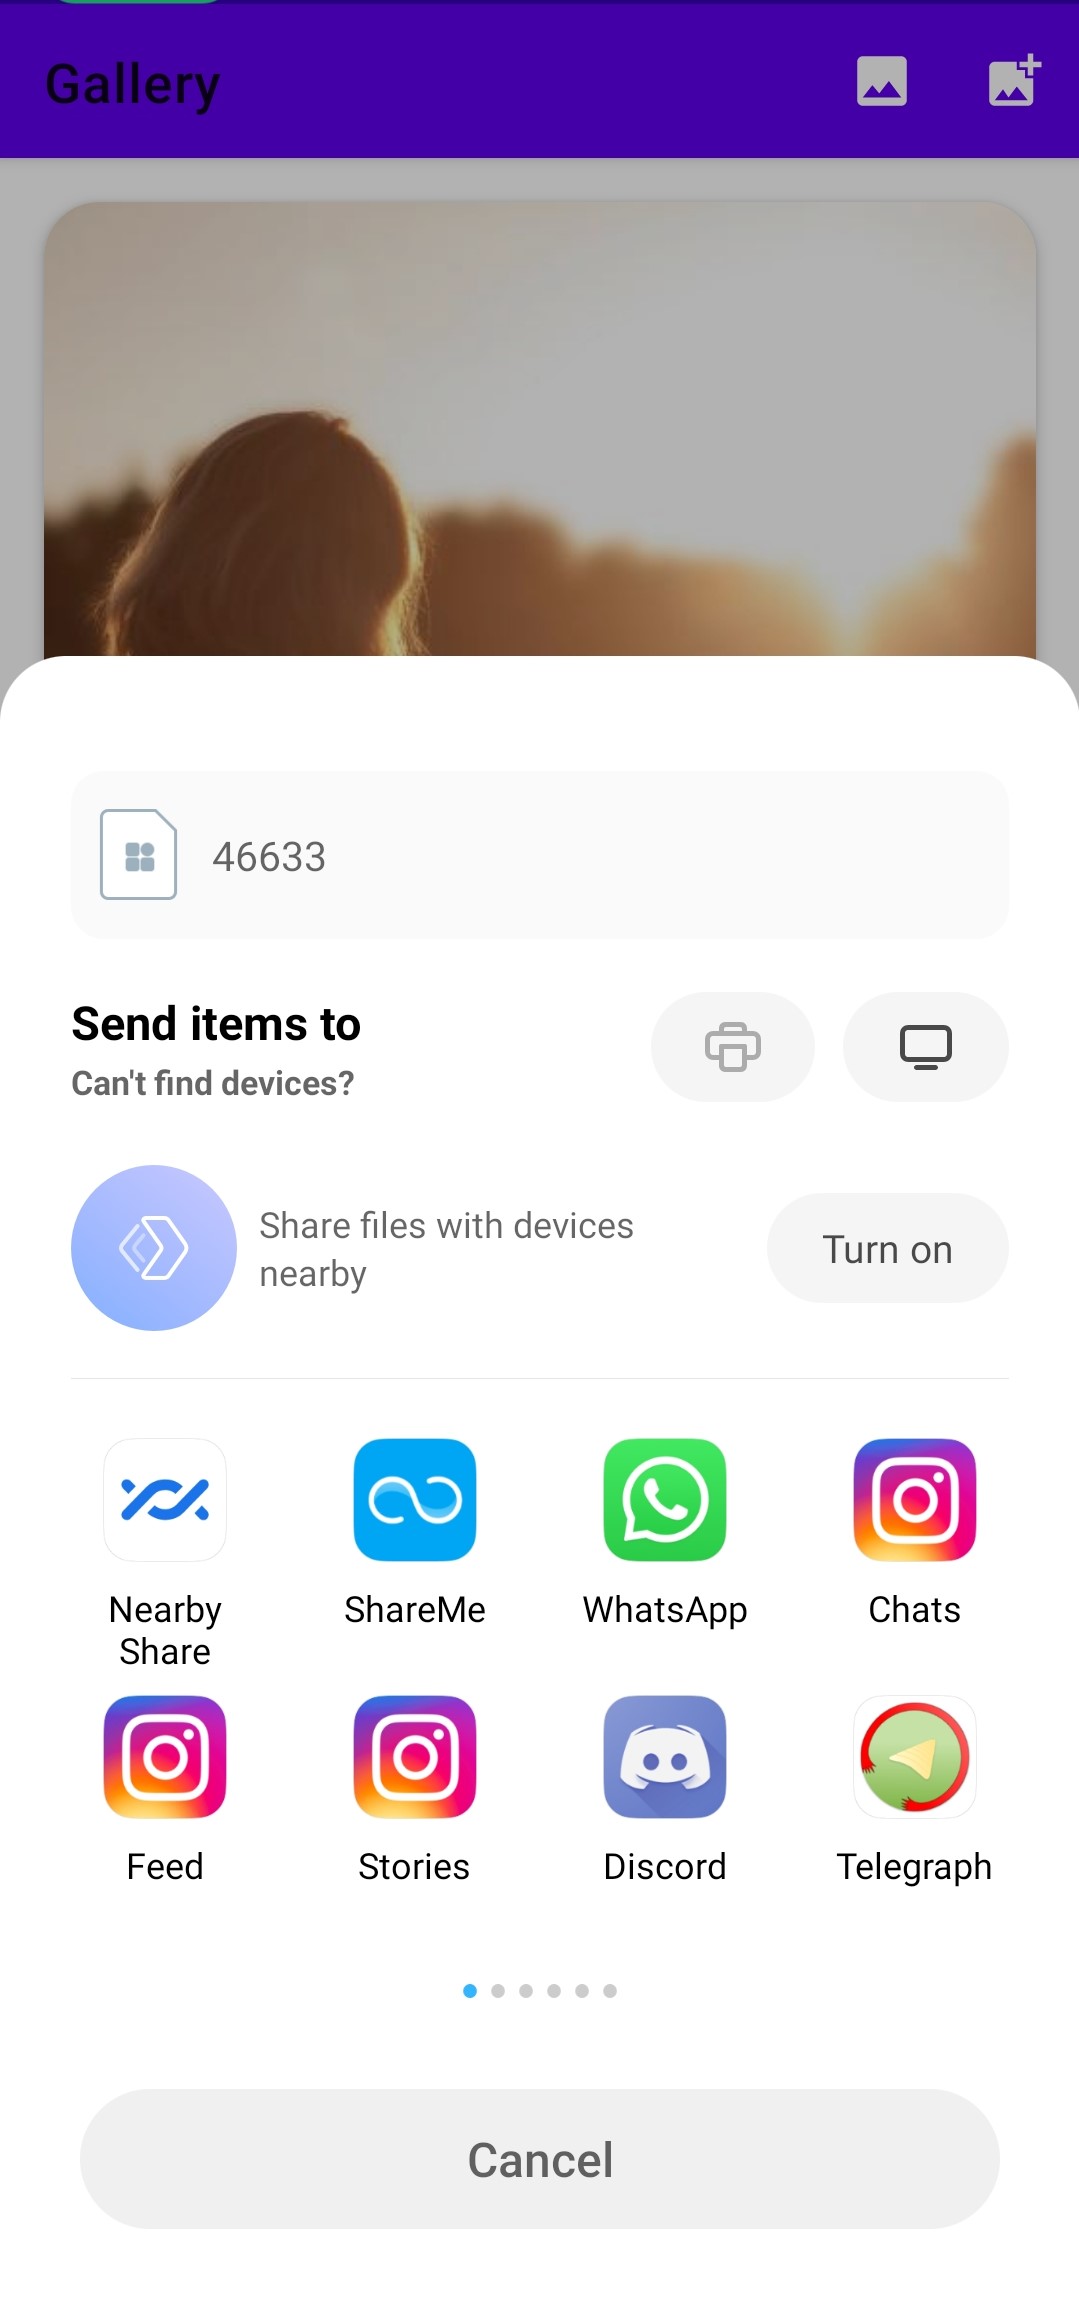 Gallery
46633
Send items to
Can't find devices?
Share files with devices
nearby
Turn on
Nearby
Share
ShareMe
WhatsApp
Chats
Feed
Stories
Discord
Telegraph
Cancel